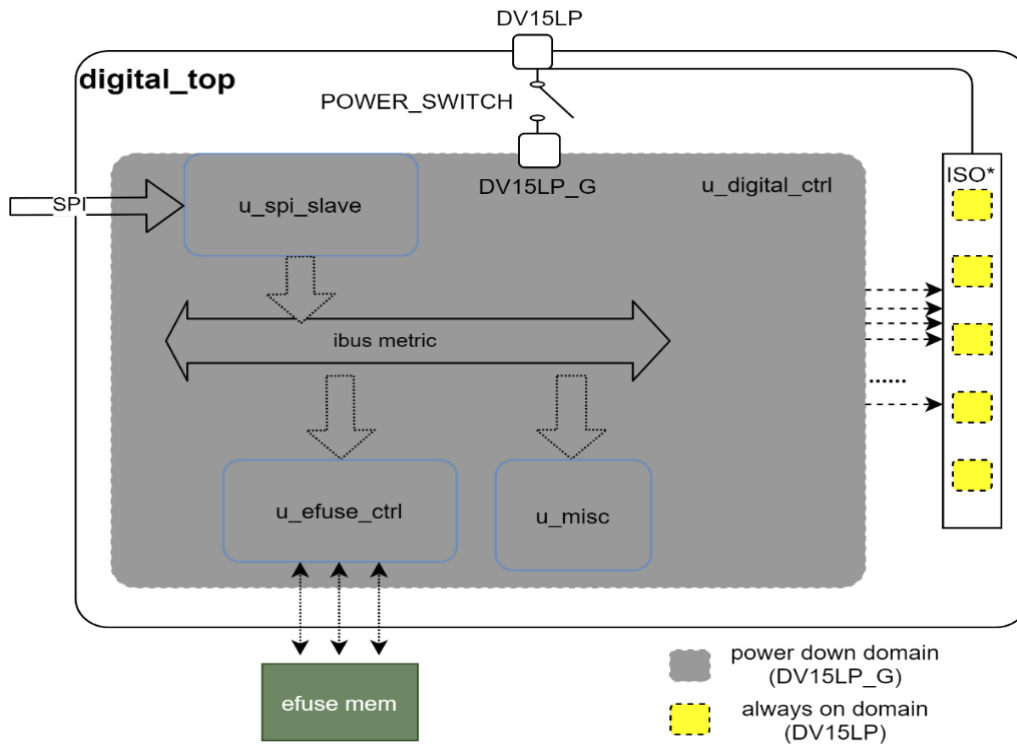 DV15LP
digital_top
POWER_SWITCH
ISO*
DV15LP_G
u_digital_ctrl
SPI
u_spi_slave
ibus metric
......
u_efuse_ctrl
u_misc
efuse mem
power down domain
(DV15LP_G)
always on domain
(DV15LP)